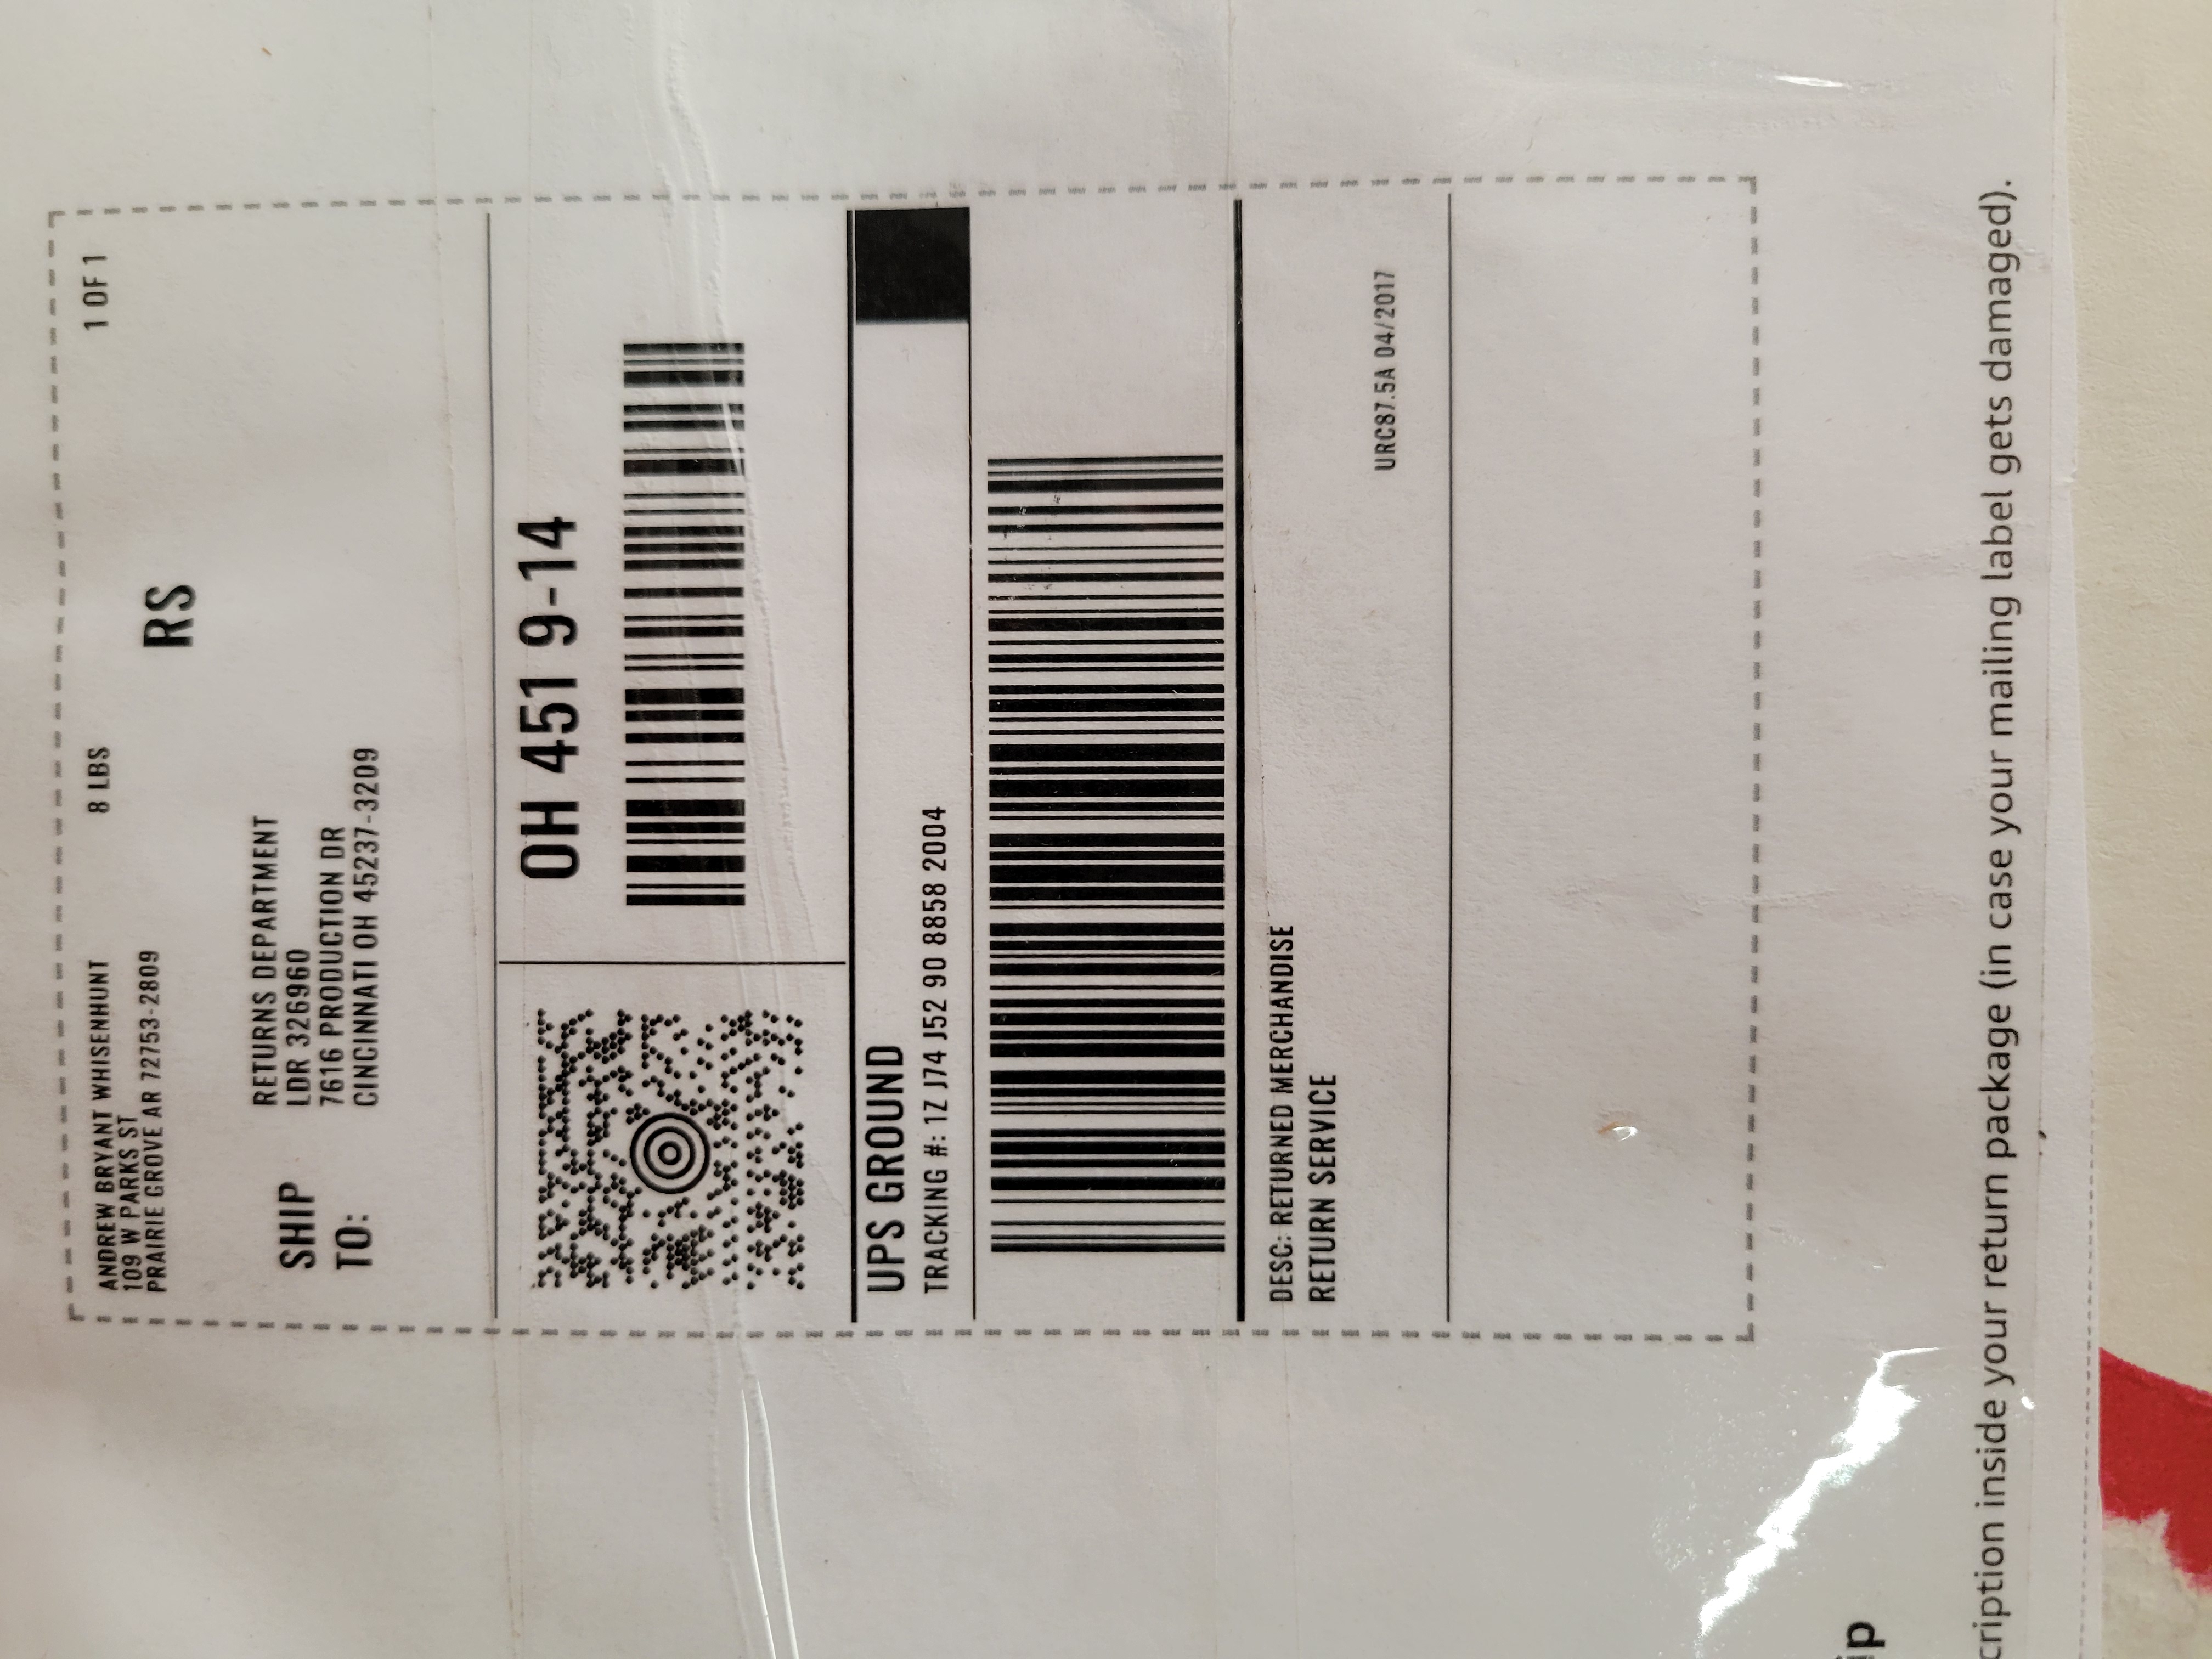 ANDREW BRYANT WHISENHUNT
109 W PARKS ST
PRAIRIE GROVE AR 72753-2809
8 LBS
1 OF 1
RS
SHIP
TO:
RETURNS DEPARTMENT
LDR 326960
7616 PRODUCTION DR
CINCINNATI OH 45237-3209
OH 451 9-14
UPS GROUND
TRACKING #: 1Z J74 J52 90 8858 2004
DESC: RETURNED MERCHANDISE
RETURN SERVICE
URC87.5A 04/2017
ip
cription inside your return package (in case your mailing label gets damaged).